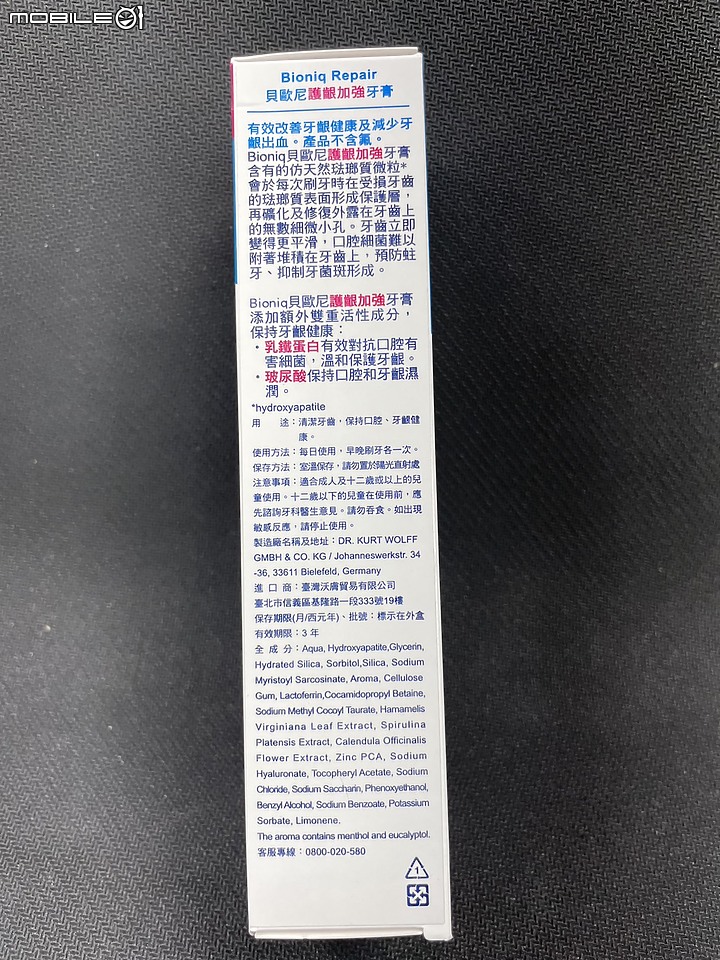 MOBILE01
Bioniq Repair
貝歐尼護齦加強牙膏
有效改善牙齦健康及減少牙
齦出血。產品不含氟。
Bioniq貝歐尼護齦加強牙膏
含有的仿天然琺瑯質微粒*
會於每次刷牙時在受損牙齒
的琺瑯質表面形成保護層，
再礦化及修復外露在牙齒上
的無數細微小孔。牙齒立即
變得更平滑，口腔細菌難以
附著堆積在牙齒上，預防蛀
牙、抑制牙菌斑形成。
Bioniq貝歐尼護齦加強牙膏
添加額外雙重活性成分，
保持牙齦健康：
・乳鐵蛋白有效對抗口腔有
害細菌，溫和保護牙齦。
・玻尿酸保持口腔和牙齦濕
潤。
*hydroxyapatite
用 途：清潔牙齒，保持口腔、牙齦健
康。
使用方法：每日使用，早晚刷牙各一次。
保存方法：室溫保存，請勿置於陽光直射處
注意事項：適合成人及十二歲或以上的兒
童使用。十二歲以下的兒童在使用前，應
先諮詢牙科醫生意見。請勿吞食。如出現
敏感反應，請停止使用。
製造廠名稱及地址：DR. KURT WOLFF
GMBH & CO. KG / Johanneswerkstr. 34
-36, 33611 Bielefeld, Germany
進 口 商：臺灣沃膚貿易有限公司
臺北市信義區基隆路一段333號19樓
保存期限(月/西元年)、批號：標示在外盒
有效期限：3 年
全 成 分：Aqua, Hydroxyapatite,Glycerin,
Hydrated Silica, Sorbitol,Silica, Sodium
Myristoyl Sarcosinate, Aroma, Cellulose
Gum, Lactoferrin,Cocamidopropyl Betaine,
Sodium Methyl Cocoyl Taurate, Hamamelis
Virginiana Leaf Extract, Spirulina
Platensis Extract, Calendula Officinalis
Flower Extract, Zinc PCA, Sodium
Hyaluronate, Tocopheryl Acetate, Sodium
Chloride, Sodium Saccharin, Phenoxyethanol,
Benzyl Alcohol, Sodium Benzoate, Potassium
Sorbate, Limonene.
The aroma contains menthol and eucalyptol.
客服專線：0800-020-580
1